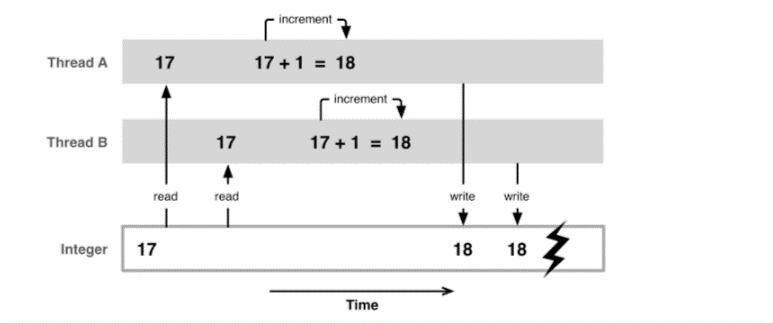 increment
Thread A 17 17 + 1 = 18
increment
Thread B 17 17 + 1 = 18
read read write write
Integer 17 18 18
Time